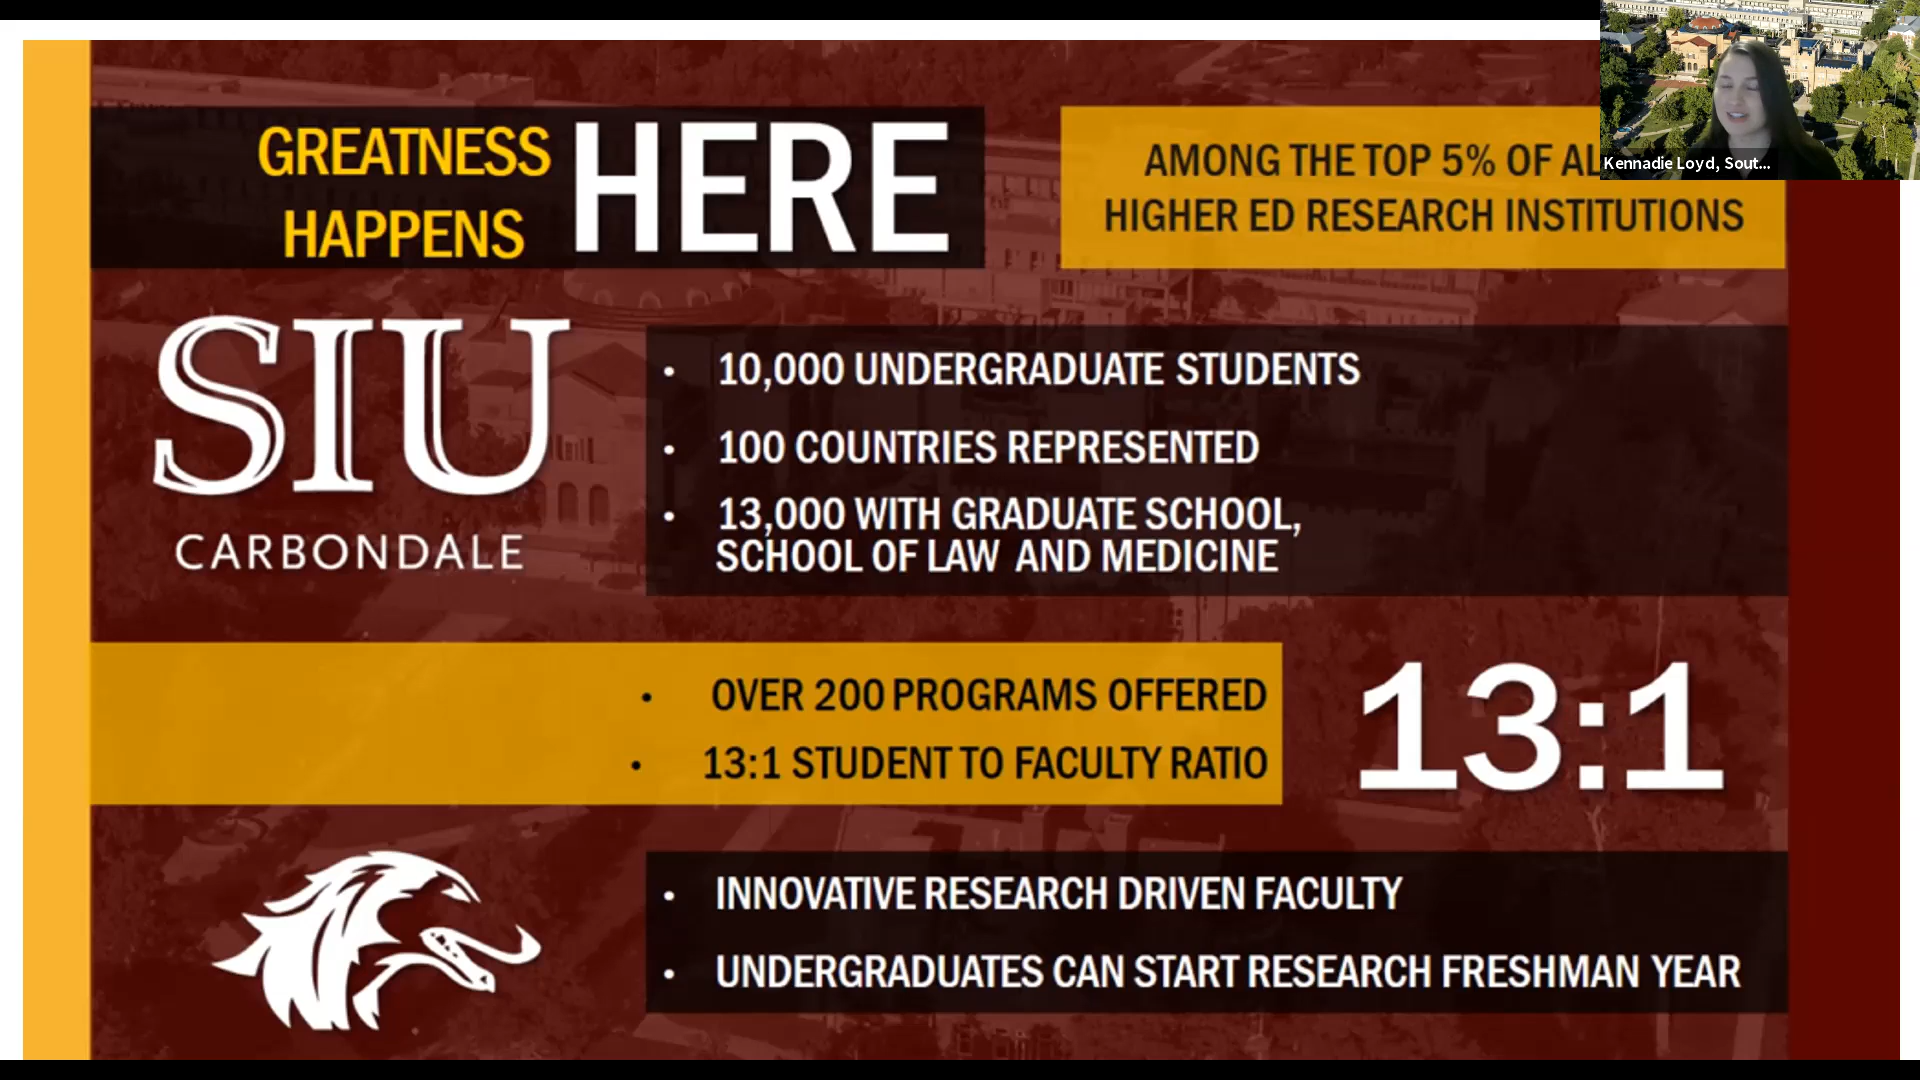 GREATNESS
HAPPENS
HERE
AMONG THE TOP 5% OF
HIGHER ED RESEARCH INSTITUTIONS
Kennadie Loyd, Sout...
SIU
CARBONDALE
• 10,000 UNDERGRADUATE STUDENTS
• 100 COUNTRIES REPRESENTED
• 13,000 WITH GRADUATE SCHOOL,
SCHOOL OF LAW AND MEDICINE
• OVER 200 PROGRAMS OFFERED
• 13:1 STUDENT TO FACULTY RATIO
13:1
• INNOVATIVE RESEARCH DRIVEN FACULTY
• UNDERGRADUATES CAN START RESEARCH FRESHMAN YEAR